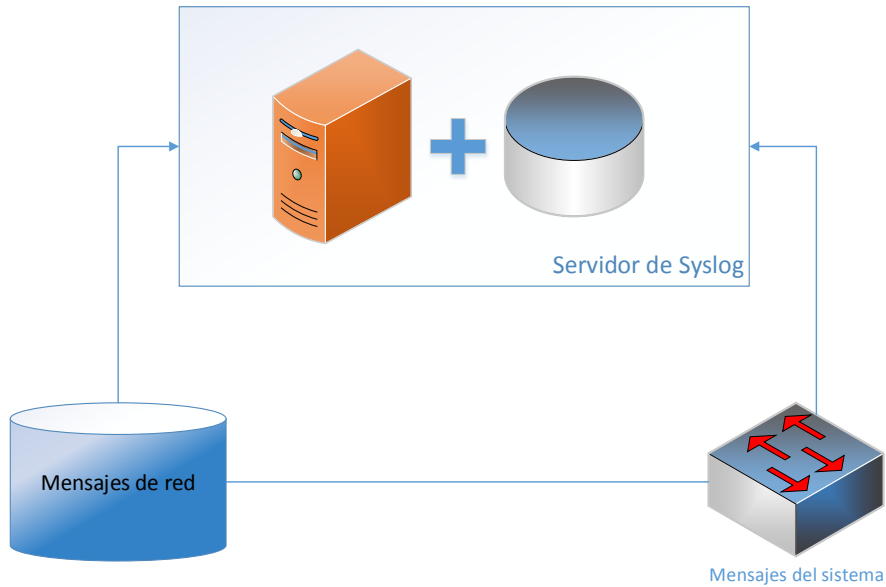 Servidor de Syslog
Mensajes de red
Mensajes del sistema